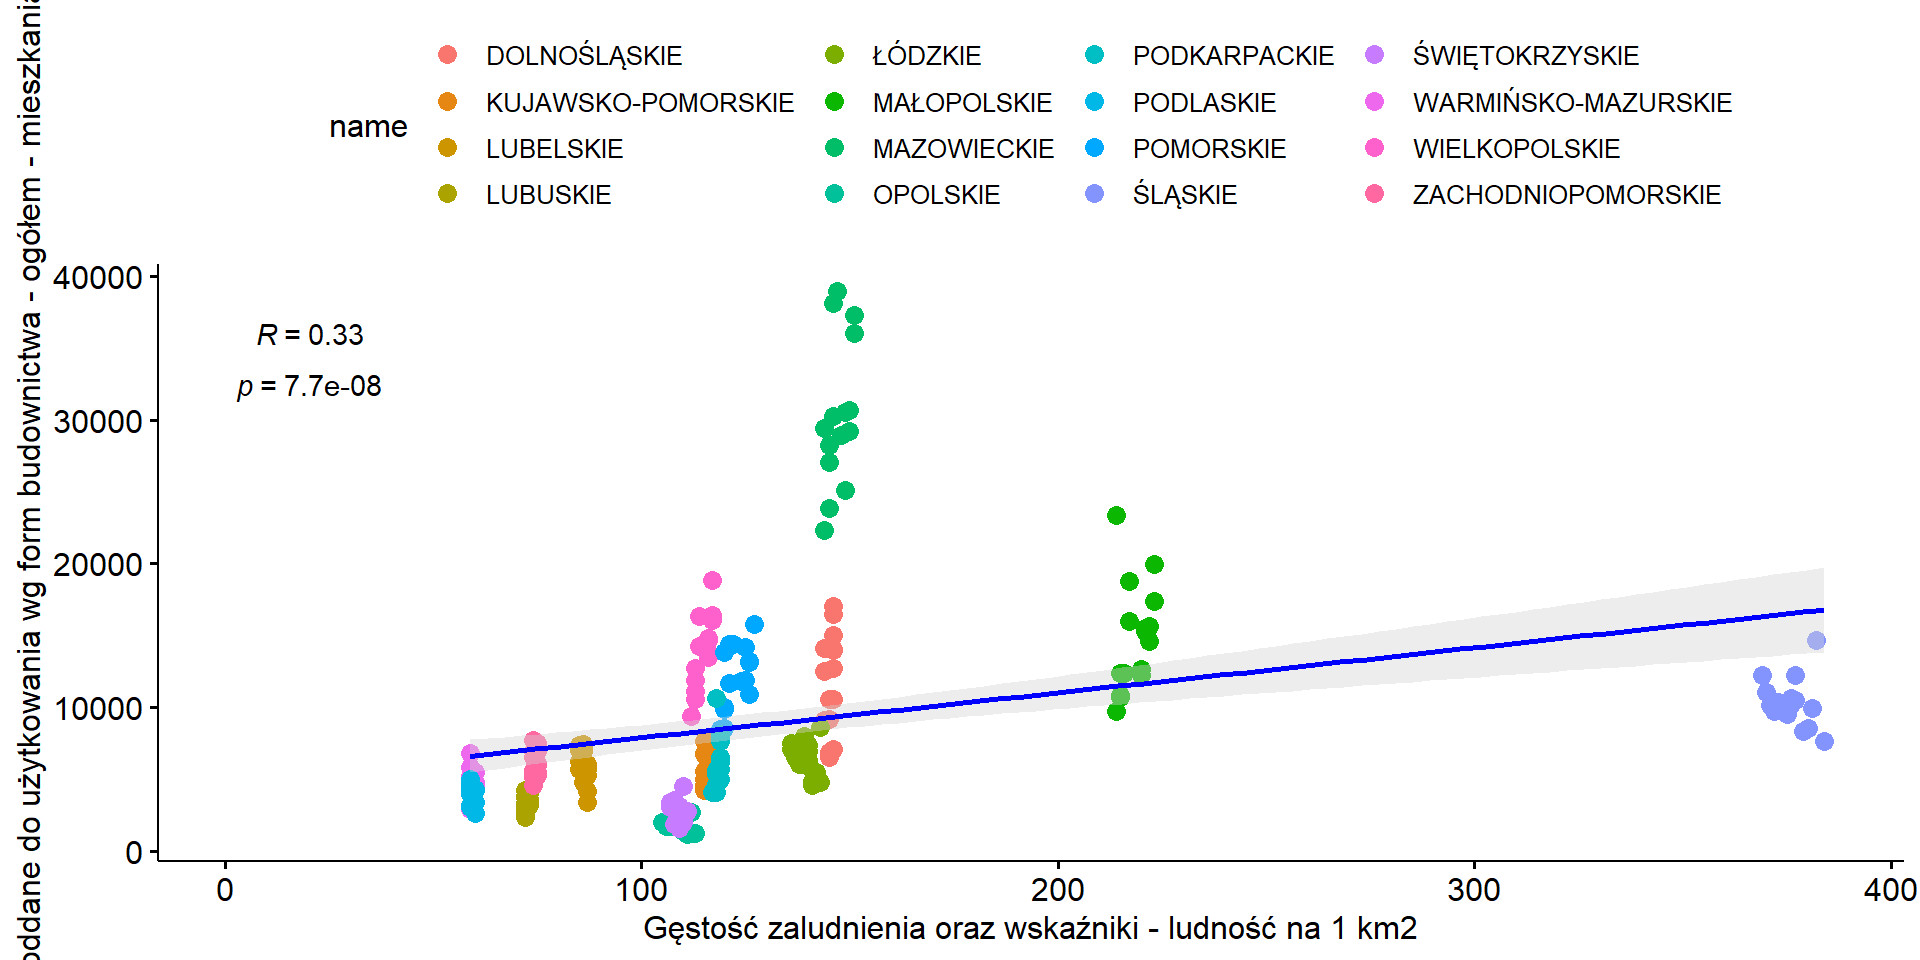 name
DOLNOŚLĄSKIE
KUJAWSKO-POMORSKIE
LUBELSKIE
LUBUSKIE
ŁÓDZKIE
MAŁOPOLSKIE
MAZOWIECKIE
OPOLSKIE
PODKARPACKIE
PODLASKIE
POMORSKIE
ŚLĄSKIE
ŚWIĘTOKRZYSKIE
WARMIŃSKO-MAZURSKIE
WIELKOPOLSKIE
ZACHODNIOPOMORSKIE
oddane do użytkowania wg form budownictwa - ogółem - mieszkani
40000
30000
20000
10000
0
R = 0.33
p = 7.7e-08
0 100 200 300 400
Gęstość zaludnienia oraz wskaźniki - ludność na 1 km2